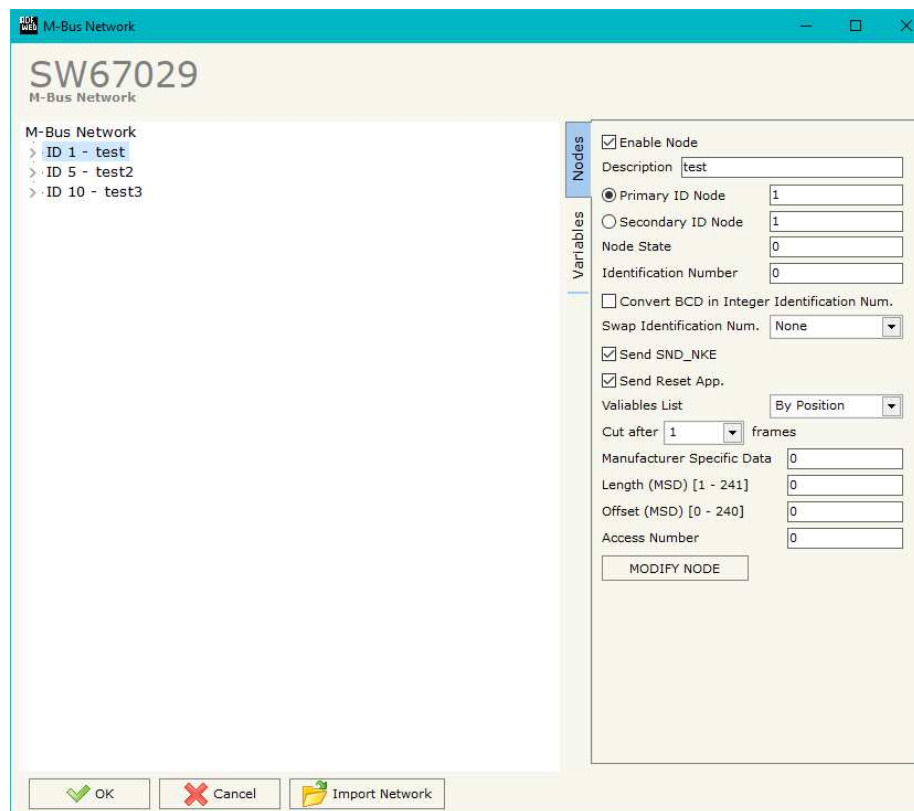 ADF
WEB
M-Bus Network
SW67029
M-Bus Network
M-Bus Network
ID 1 - test
ID 5 - test2
ID 10 - test3
Nodes
Variables
Enable Node
Description test
Primary ID Node 1
Secondary ID Node 1
Node State 0
Identification Number 0
Convert BCD in Integer Identification Num.
Swap Identification Num. None
Send SND_NKE
Send Reset App.
Valiables List By Position
Cut after 1 frames
Manufacturer Specific Data 0
Length (MSD) [1 - 241] 0
Offset (MSD) [0 - 240] 0
Access Number 0
MODIFY NODE
OK Cancel Import Network